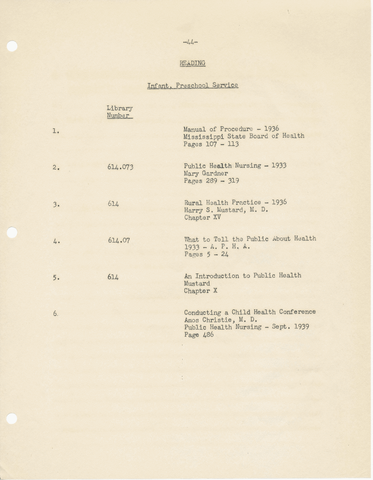 -44-
READING
Infant, Preschool Service
Library
Number
1. Manual of Procedure - 1936
Mississippi State Board of Health
Pages 107 - 113
2. 614.073 Public Health Nursing - 1933
Mary Gardner
Pages 289 - 319
3. 614 Rural Health Practice - 1936
Harry S. Mustard, M. D.
Chapter XV
4. 614.07 What to Tell the Public About Health
1933 - A. P. H. A.
Pages 5 - 24
5. 614 An Introduction to Public Health
Mustard
Chapter X
6 Conducting a Child Health Conference
Amos Christie, M. D.
Public Health Nursing - Sept. 1939
Page 486